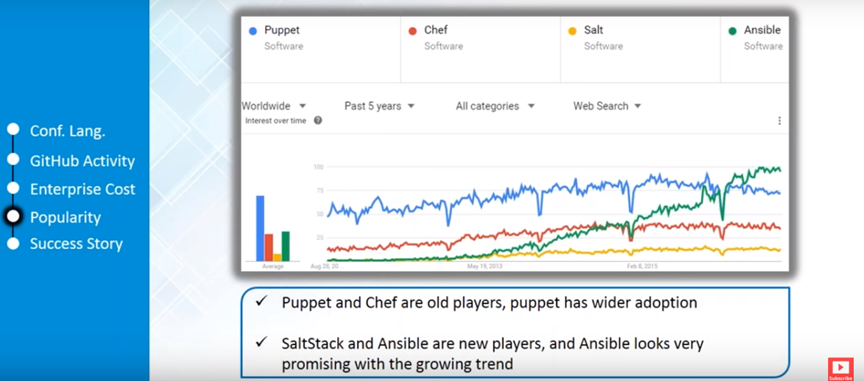 Puppet
Software
Chef
Software
Salt
Software
Ansible
Software
Worldwide
Past 5 years
All categories
Web Search
Interest over time
?
100
75
50
25
Average
Aug 28, 20...
May 19, 2013
Feb 8, 2015
Conf. Lang.
GitHub Activity
Enterprise Cost
Popularity
Success Story
Puppet and Chef are old players, puppet has wider adoption
SaltStack and Ansible are new players, and Ansible looks very
promising with the growing trend
Subscribe